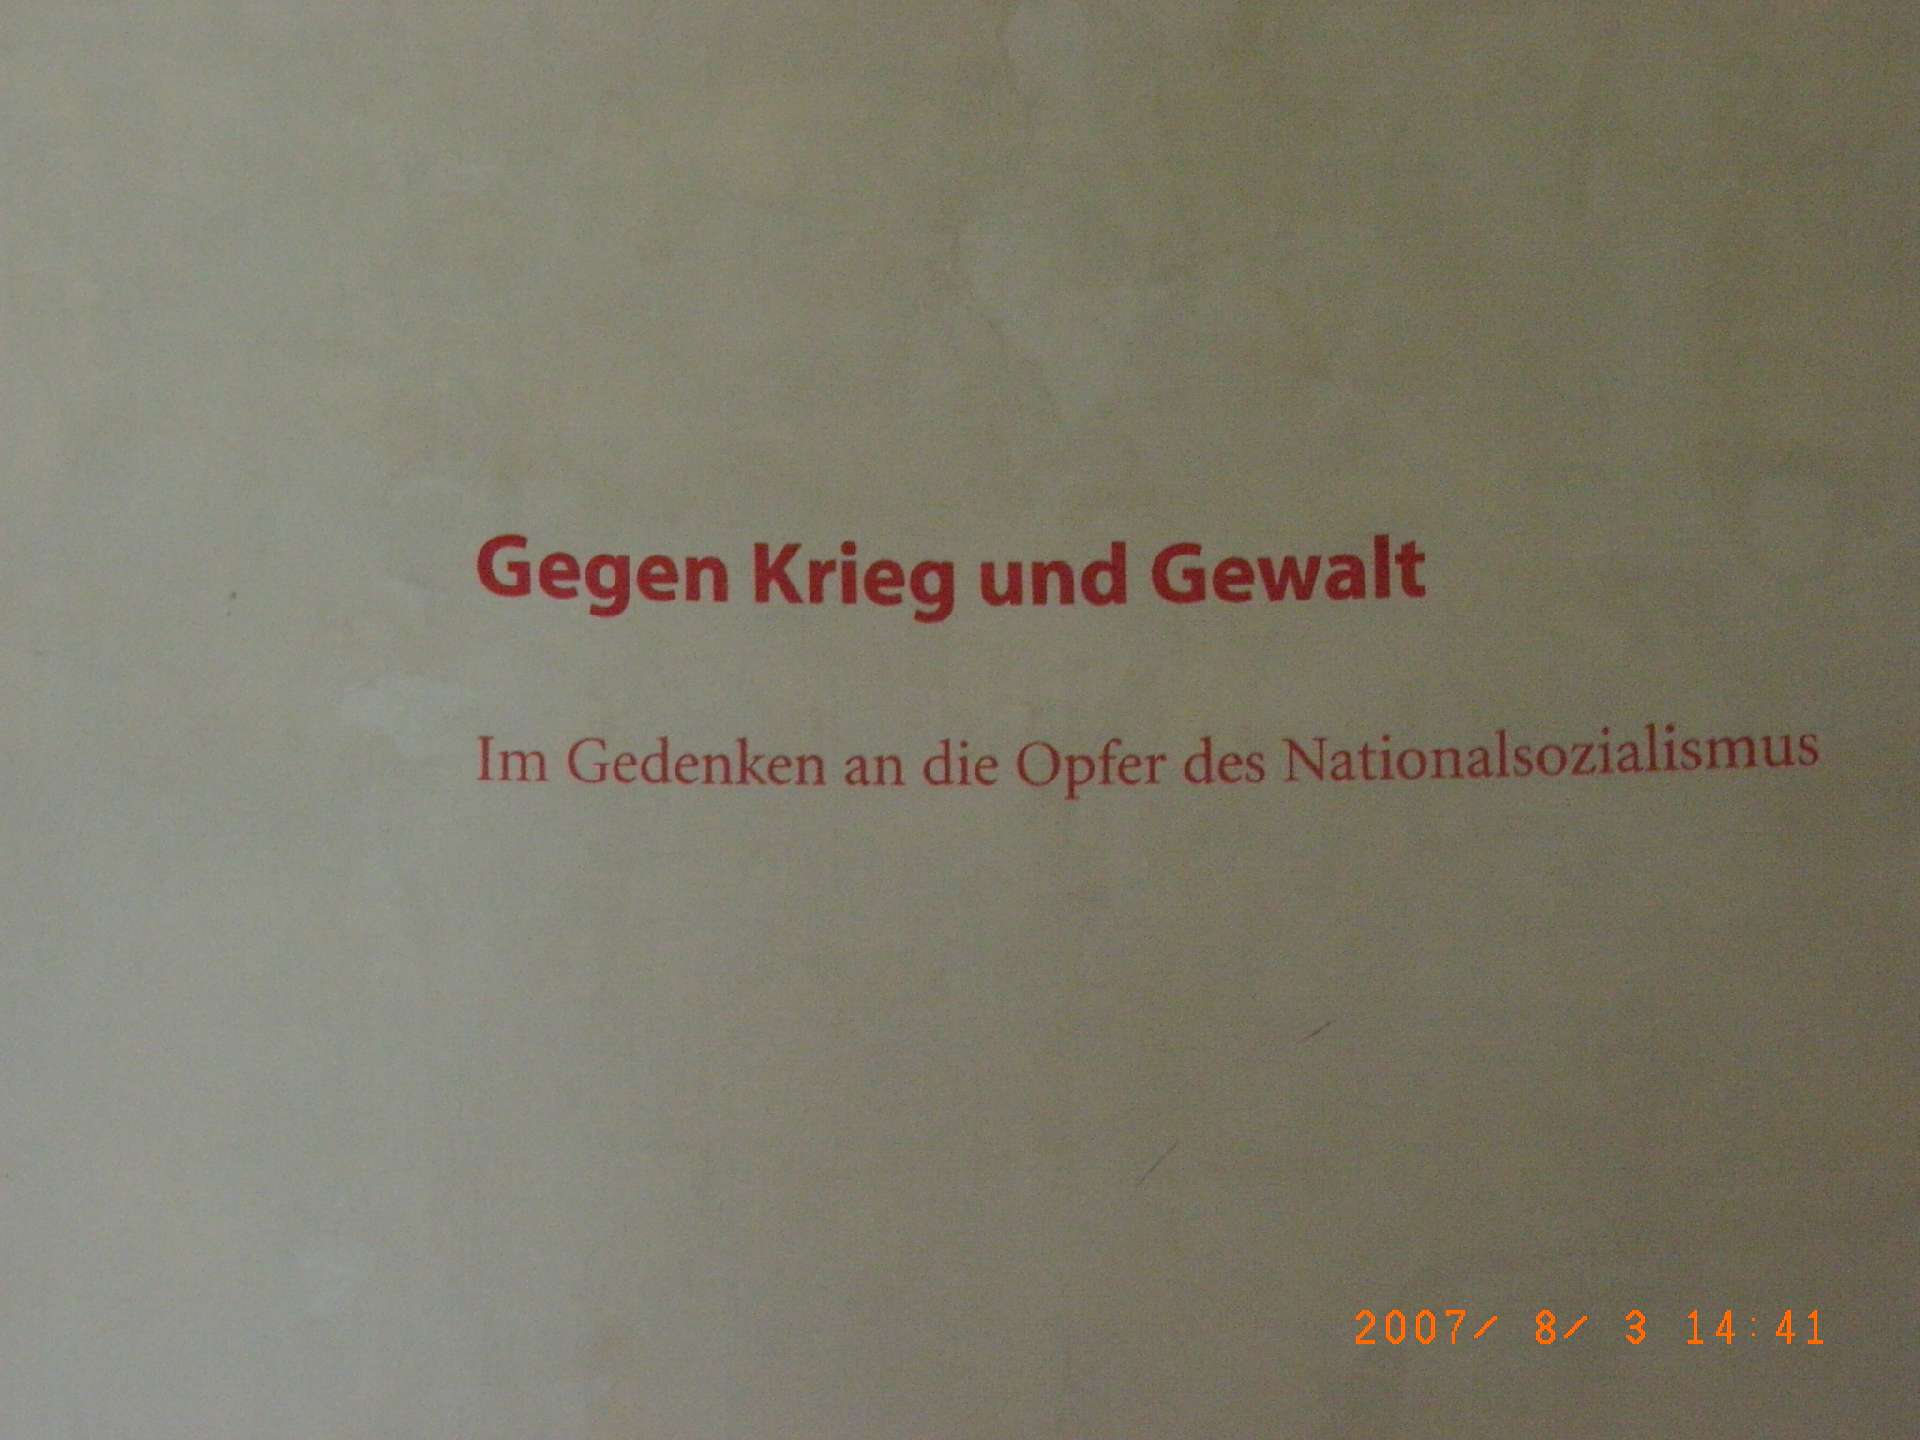 Gegen Krieg und Gewalt
Im Gedenken an die Opfer des Nationalsozialismus
2007/ 8/ 3 14:41